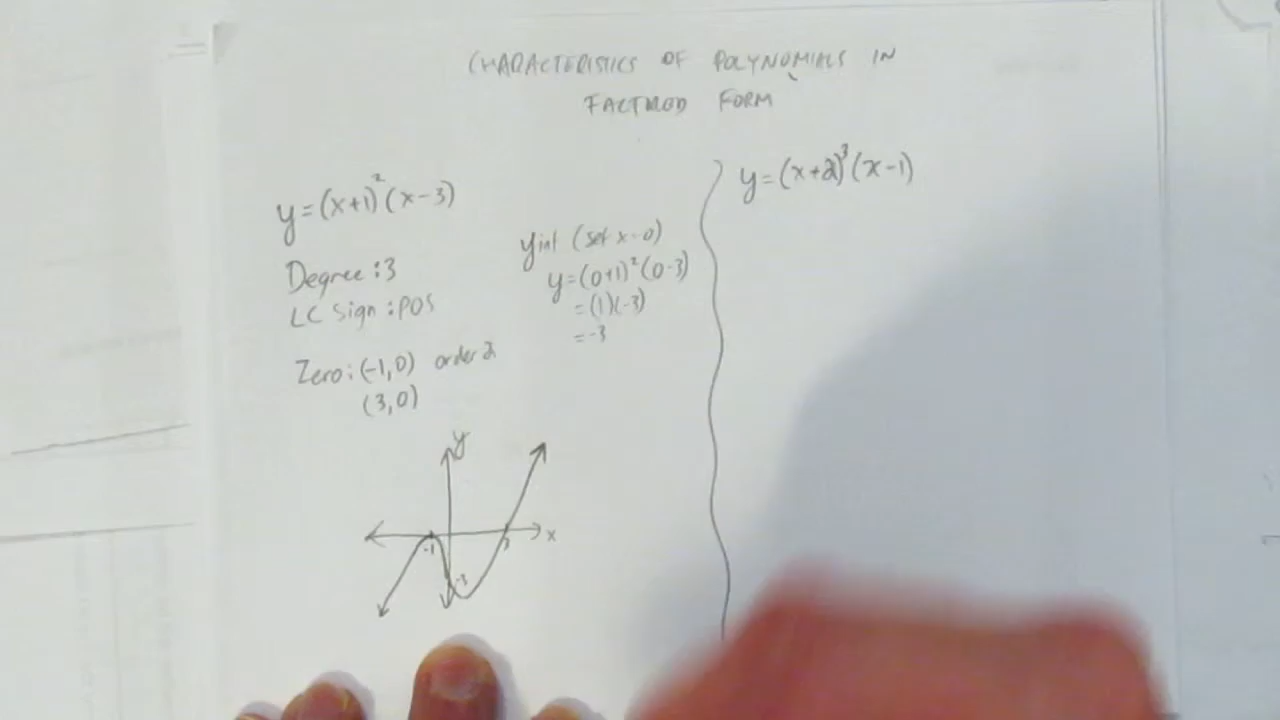 CHARACTERISTICS OF POLYNOMIALS IN
FACTORED FORM
y=(x+1)²(x-3)
Degree:3
LC Sign:POS
Zero:(-1,0) order 2
(3,0)
yint (set x=0)
y=(0+1)²(0-3)
=(1)(-3)
=-3
y
x
-1
3
-3
y=(x+2)³(x-1)